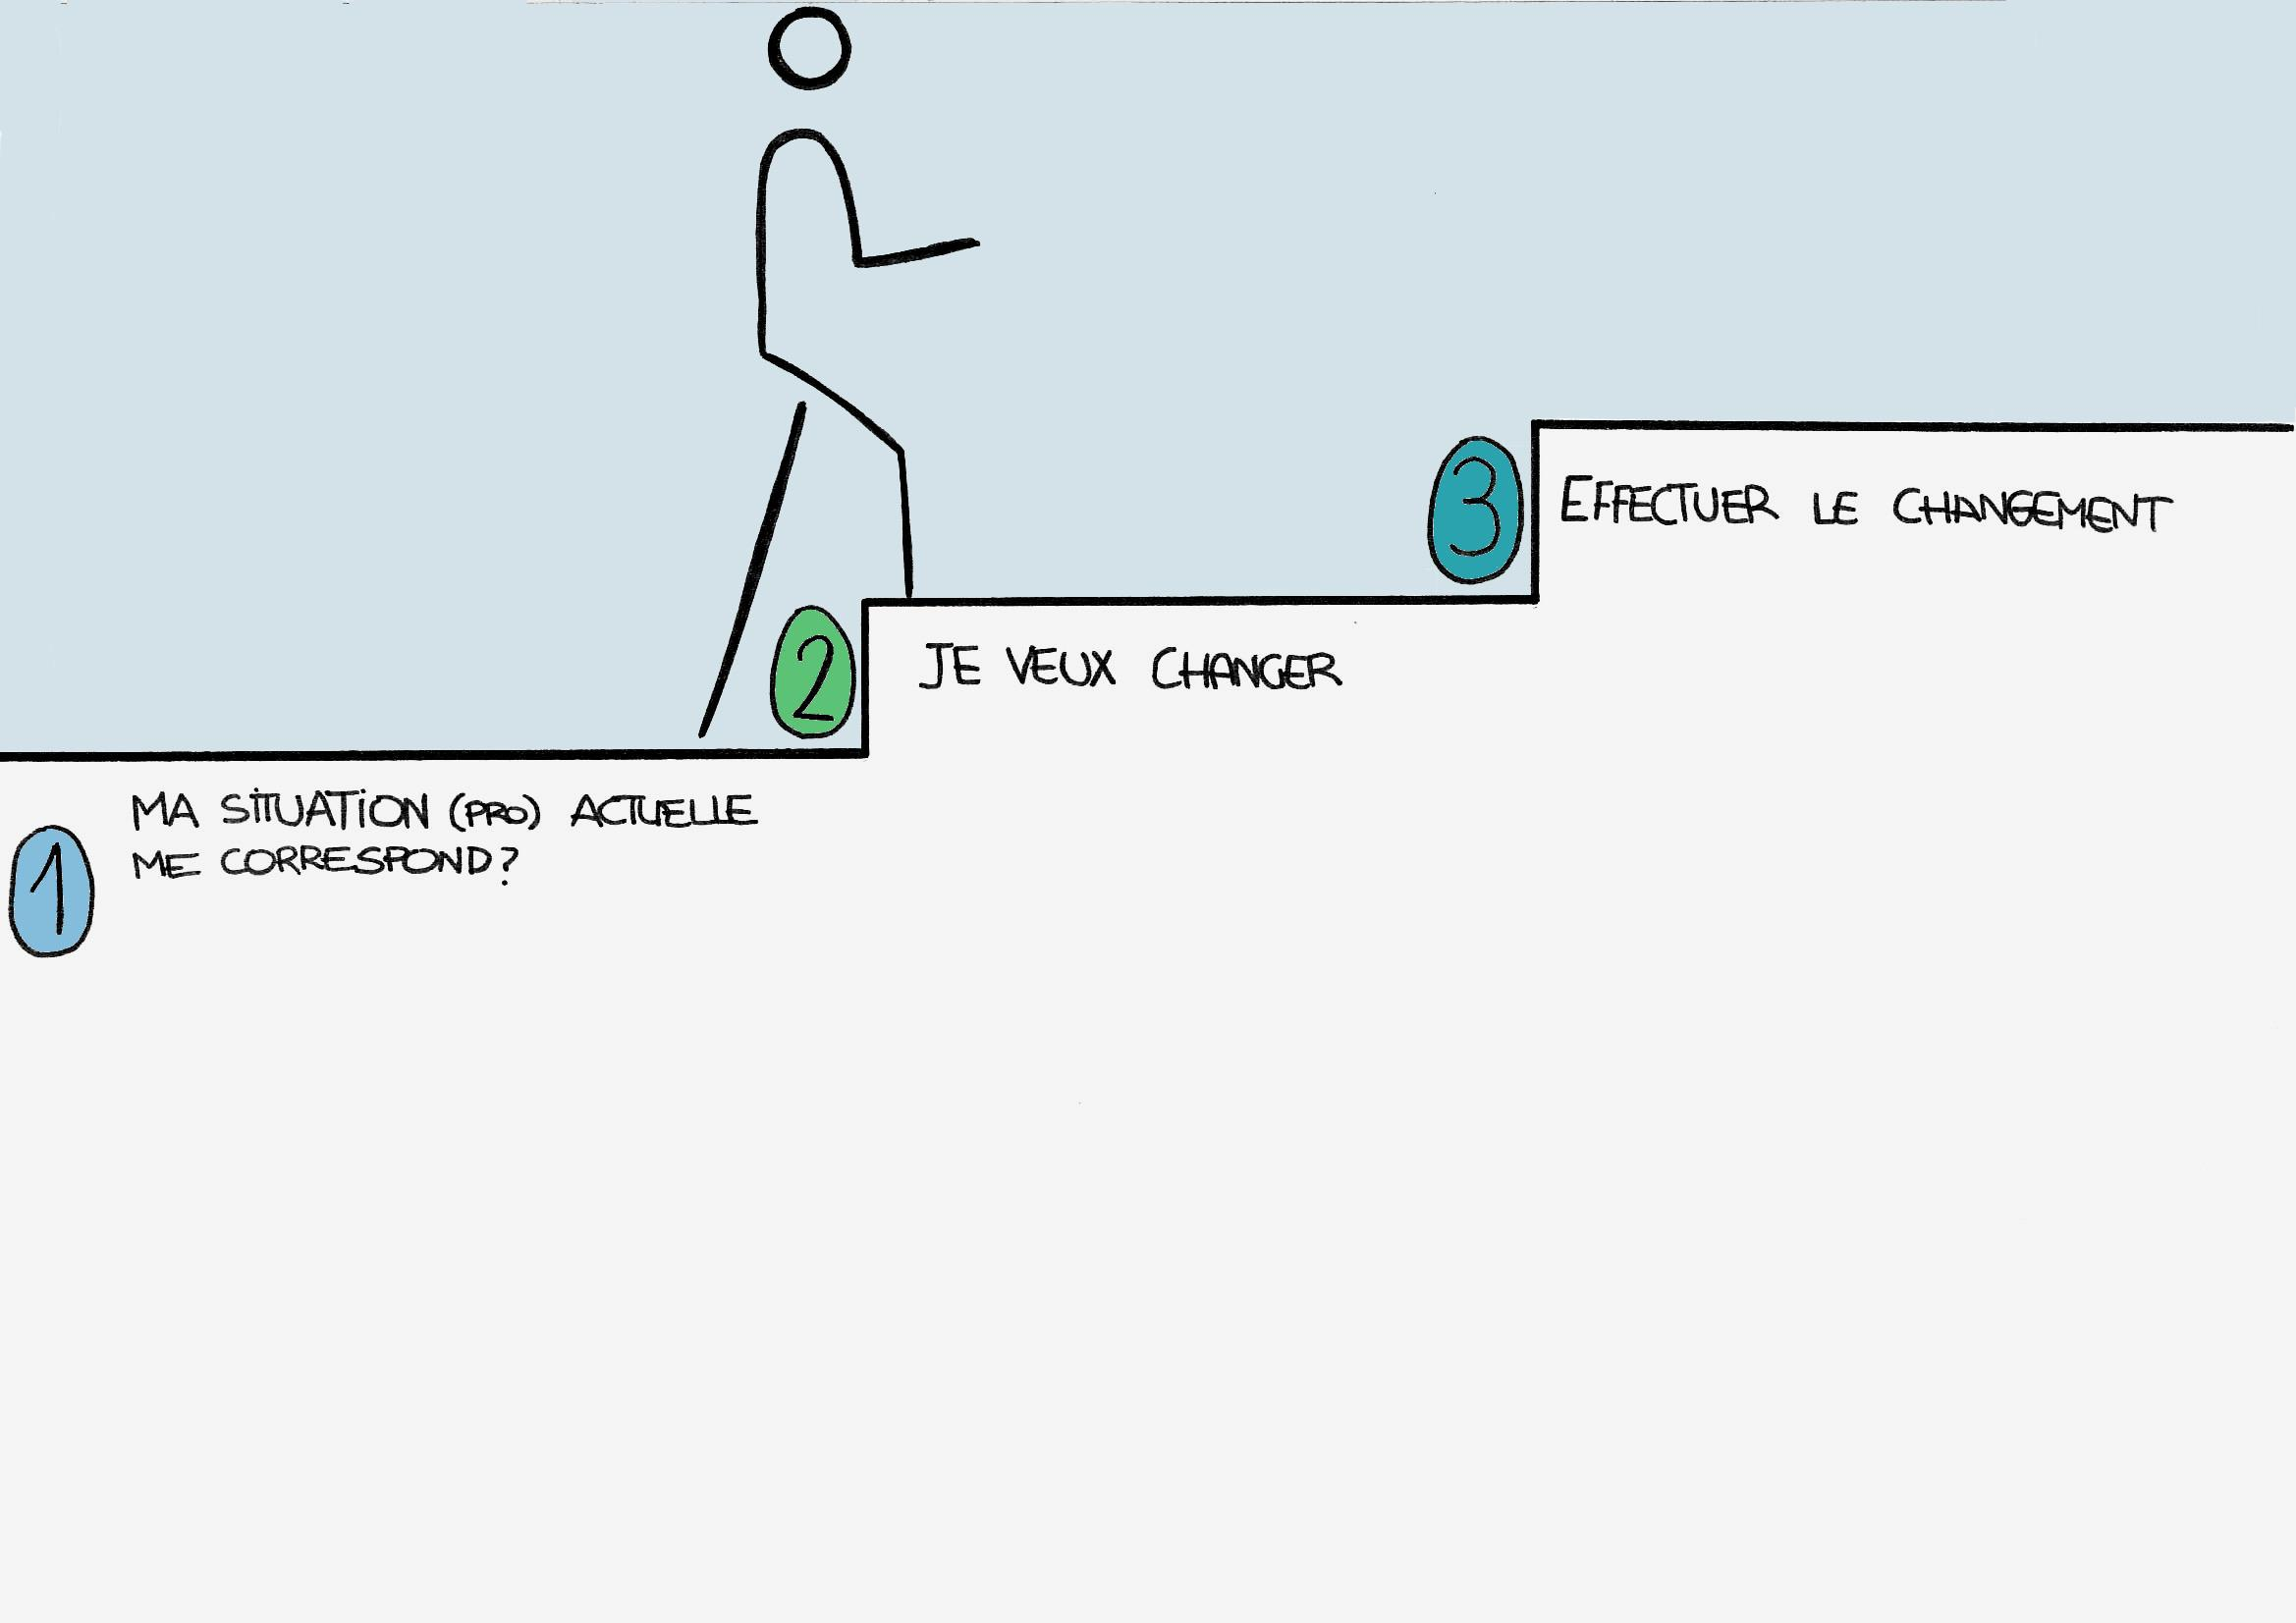 3
EFFECTUER LE CHANGEMENT
2
JE VEUX CHANGER
1
MA SITUATION (PRO) ACTUELLE
ME CORRESPOND?